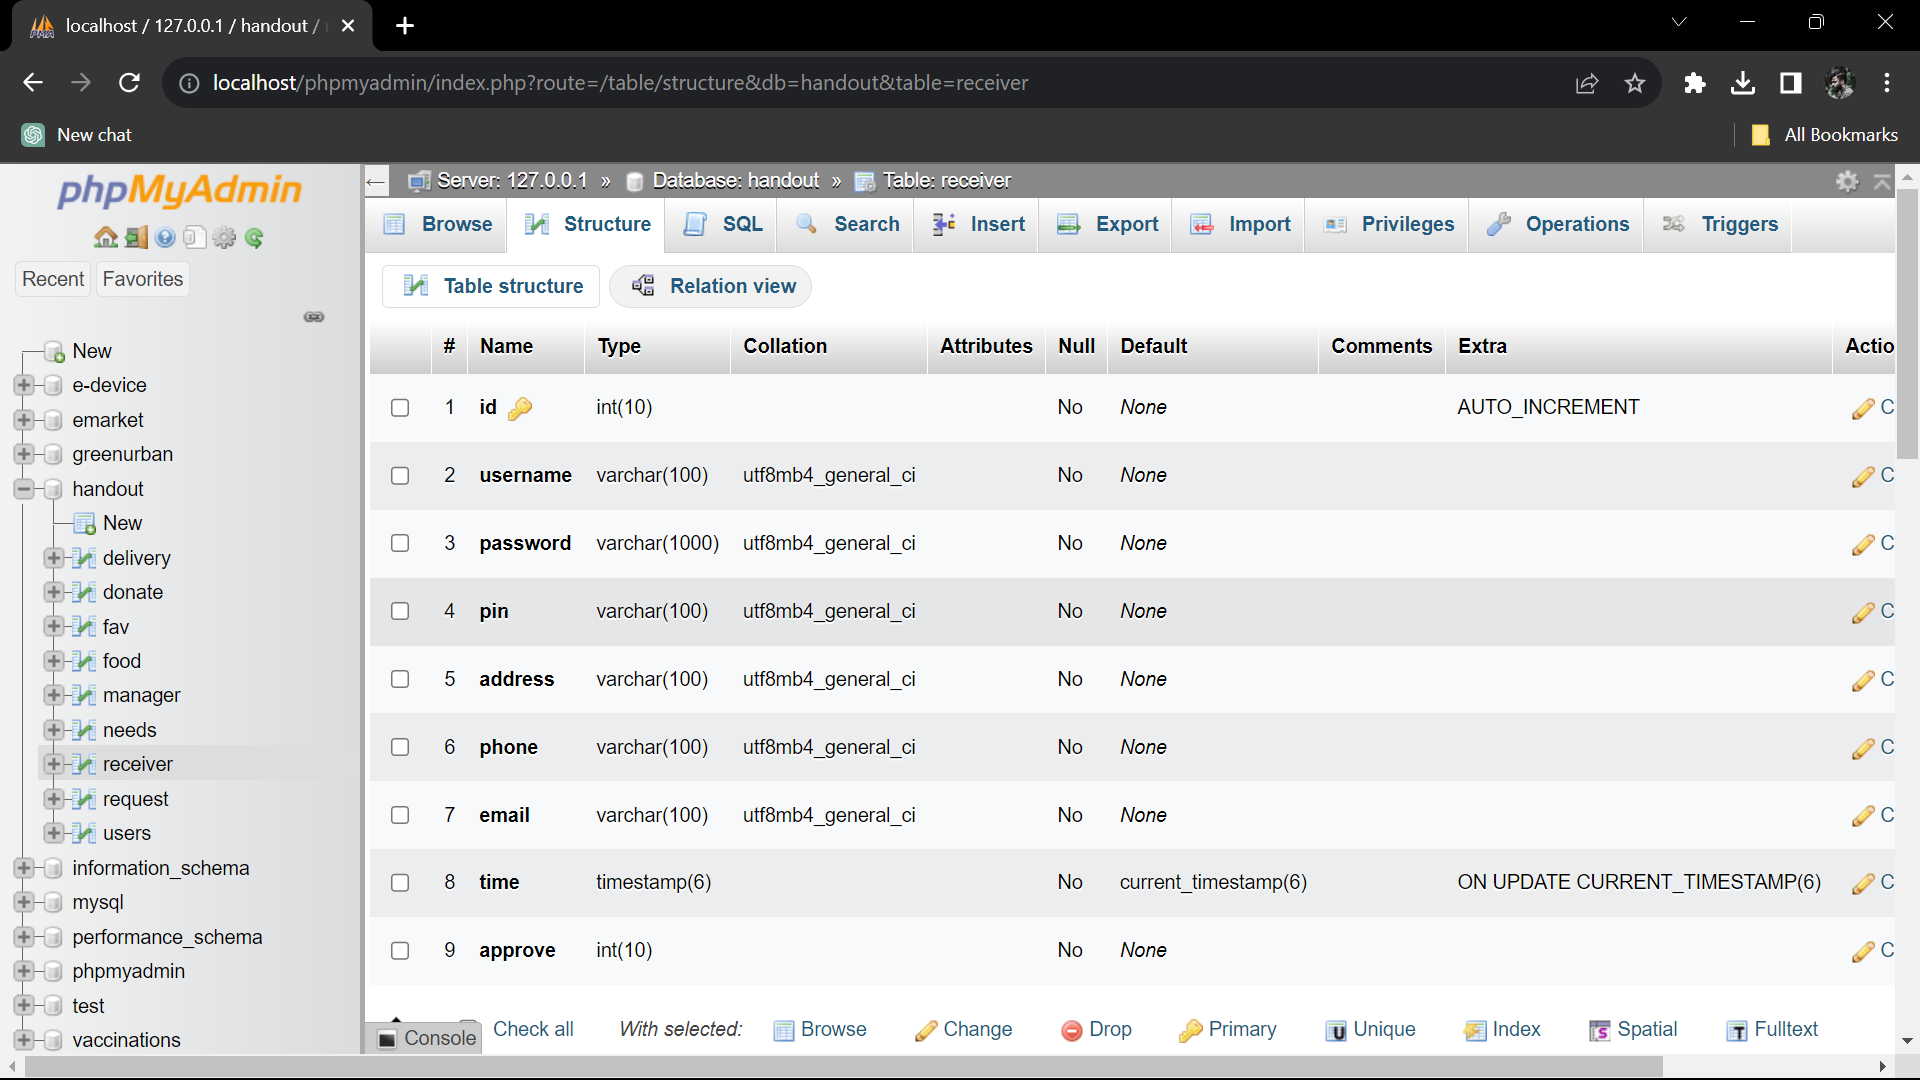 localhost / 127.0.0.1 / handout /
localhost/phpmyadmin/index.php?route=/table/structure&db=handout&table=receiver
New chat
All Bookmarks
phpMyAdmin
Recent
Favorites
New
e-device
emarket
greenurban
handout
New
delivery
donate
fav
food
manager
needs
receiver
request
users
information_schema
mysql
performance_schema
phpmyadmin
test
vaccinations
Server: 127.0.0.1 » Database: handout » Table: receiver
Browse Structure SQL Search Insert Export Import Privileges Operations Triggers
Table structure Relation view
# Name Type Collation Attributes Null Default Comments Extra Actio
1 id int(10) No None AUTO_INCREMENT C
2 username varchar(100) utf8mb4_general_ci No None C
3 password varchar(1000) utf8mb4_general_ci No None C
4 pin varchar(100) utf8mb4_general_ci No None C
5 address varchar(100) utf8mb4_general_ci No None C
6 phone varchar(100) utf8mb4_general_ci No None C
7 email varchar(100) utf8mb4_general_ci No None C
8 time timestamp(6) No current_timestamp(6) ON UPDATE CURRENT_TIMESTAMP(6) C
9 approve int(10) No None C
Check all With selected: Browse Change Drop Primary Unique Index Spatial Fulltext
Console